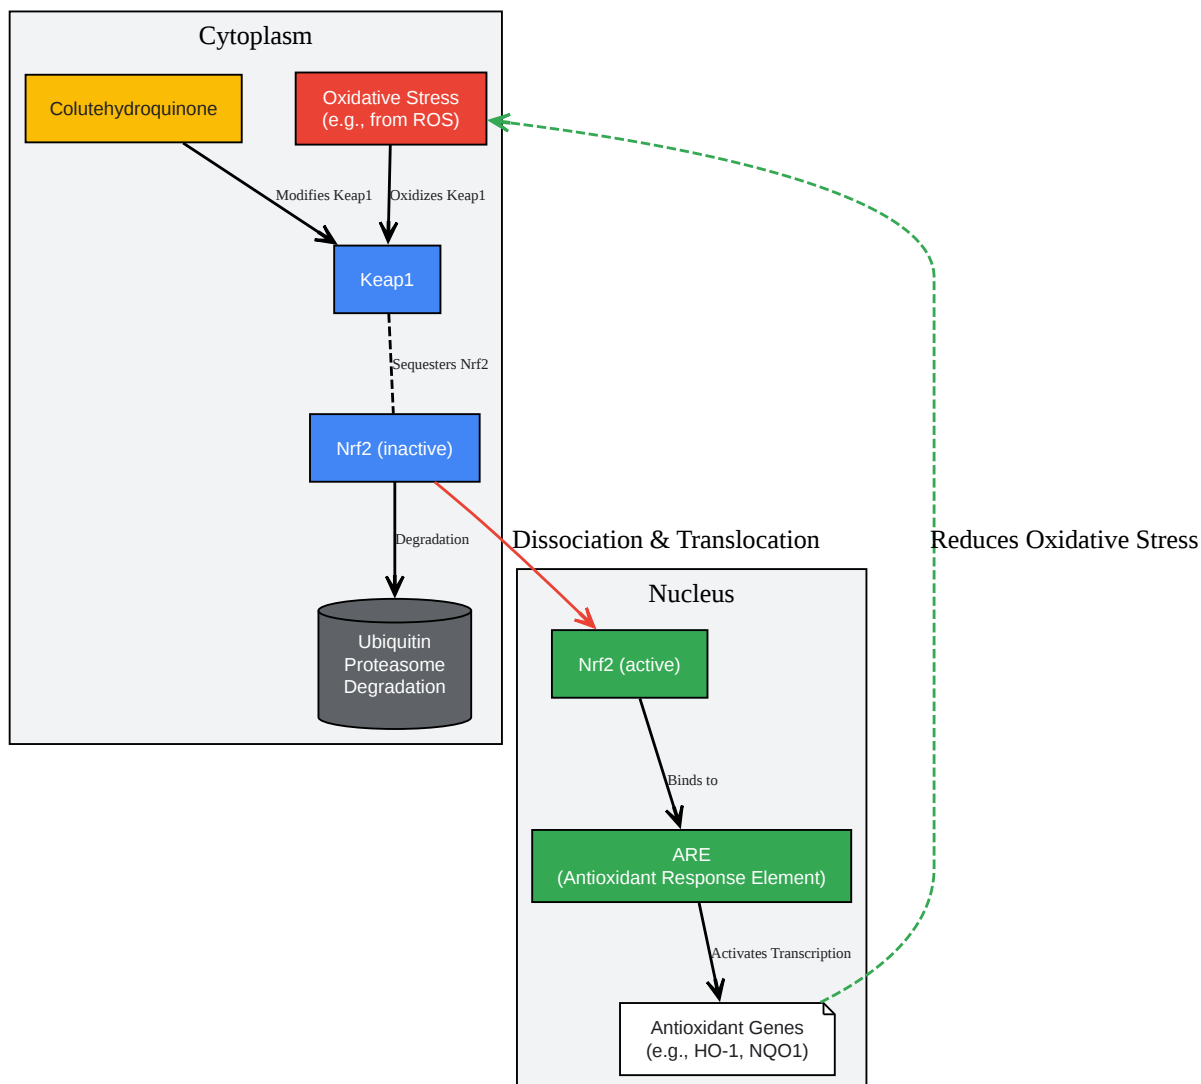 Cytoplasm
Colutehydroquinone
Oxidative Stress
(e.g., from ROS)
Modifies Keap1
Oxidizes Keap1
Keap1
Sequesters Nrf2
Nrf2 (inactive)
Degradation
Dissociation & Translocation
Reduces Oxidative Stress
Ubiquitin
Proteasome
Degradation
Nucleus
Nrf2 (active)
Binds to
ARE
(Antioxidant Response Element)
Activates Transcription
Antioxidant Genes
(e.g., HO-1, NQO1)